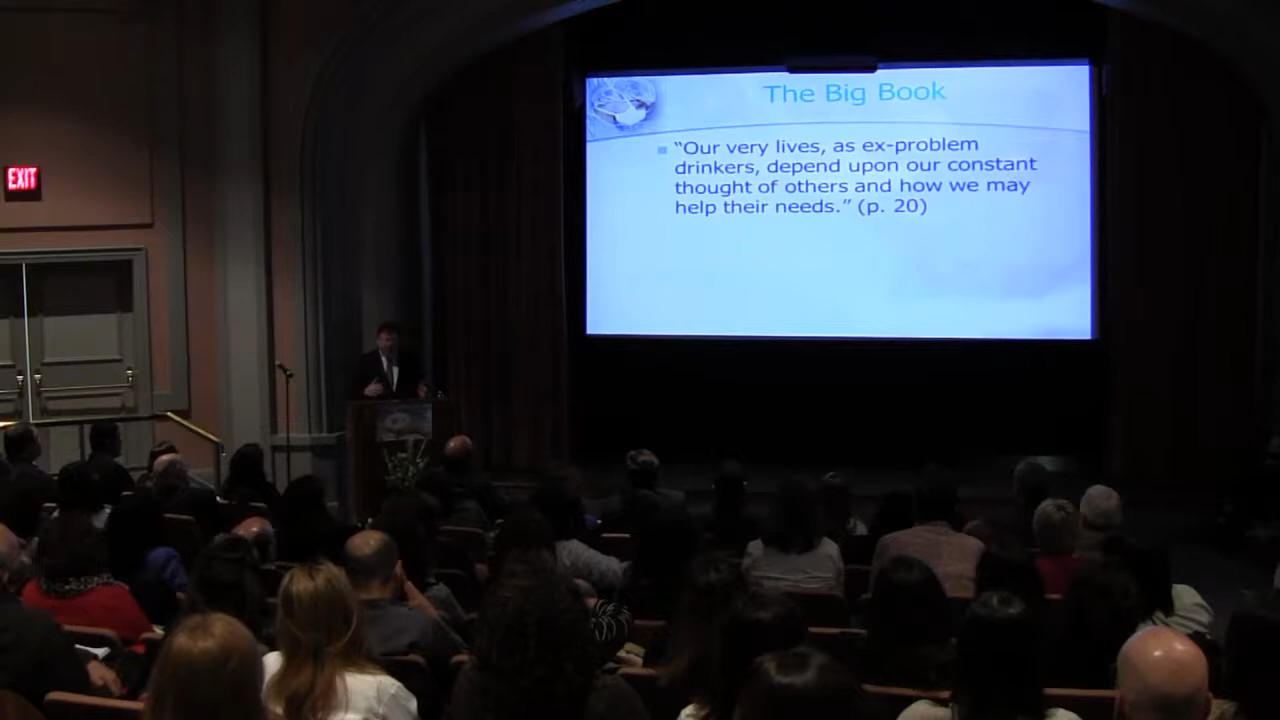 EXIT
The Big Book
“Our very lives, as ex-problem
drinkers, depend upon our constant
thought of others and how we may
help their needs.” (p. 20)